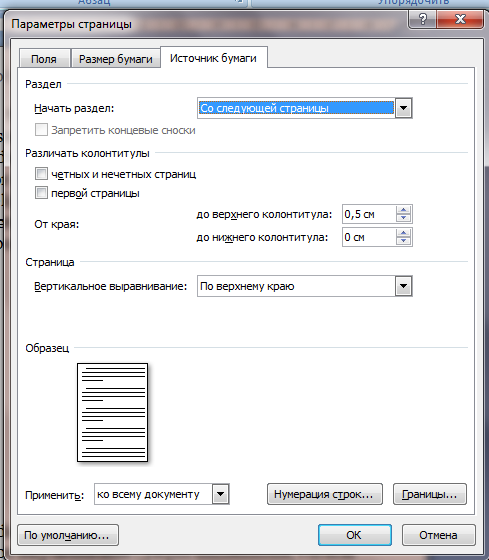 Абзац
Упорядочить
Параметры страницы
Поля
Размер бумаги
Источник бумаги
Раздел
Начать раздел:
Со следующей страницы
Запретить концевые сноски
Различать колонтитулы
четных и нечетных страниц
первой страницы
От края:
до верхнего колонтитула:
0,5 см
до нижнего колонтитула:
0 см
Страница
Вертикальное выравнивание:
По верхнему краю
Образец
Применить:
ко всему документу
Нумерация строк...
Границы...
По умолчанию...
ОК
Отмена